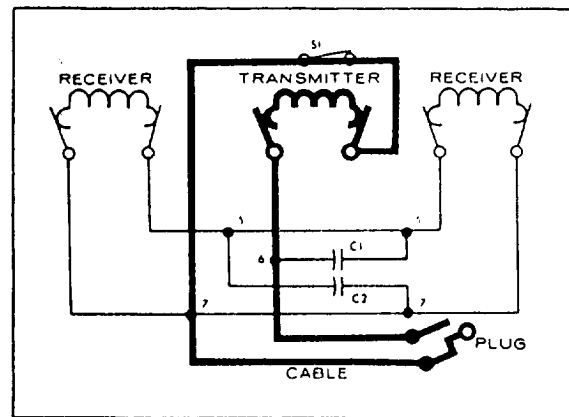 S1
RECEIVER
TRANSMITTER
RECEIVER
5
5
C1
6
C2
7
7
PLUG
CABLE